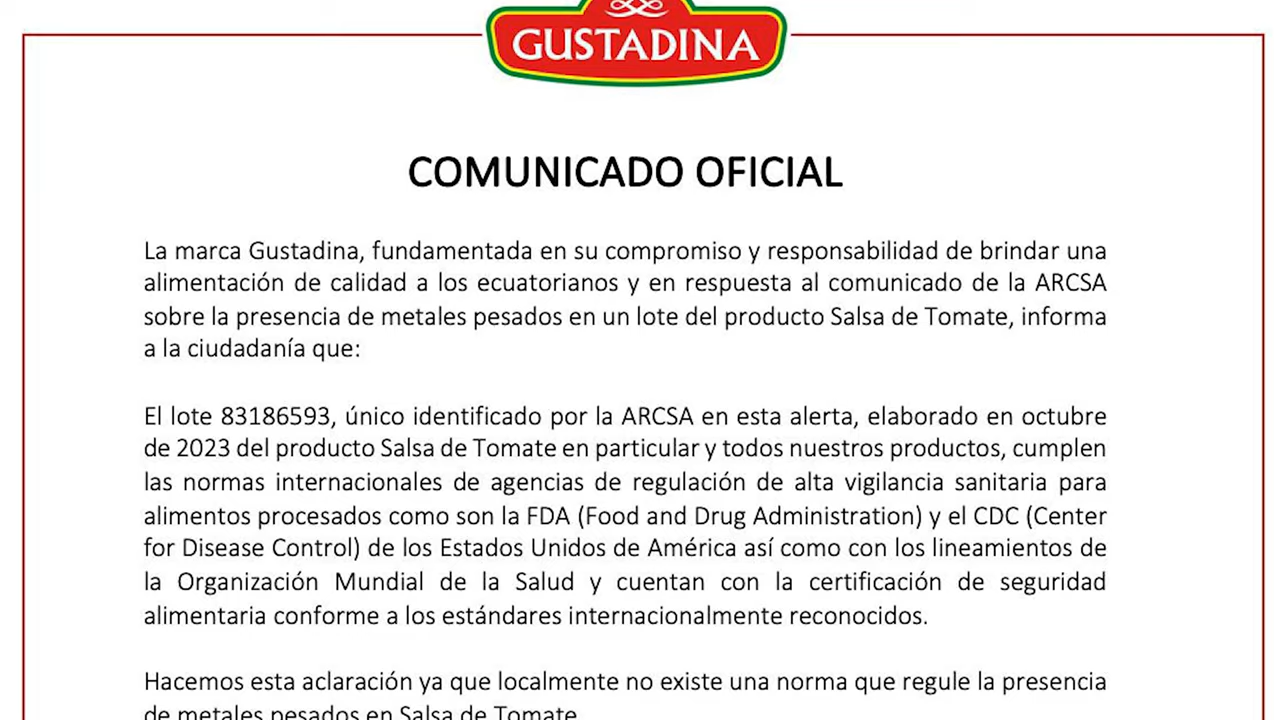 GUSTADINA
COMUNICADO OFICIAL
La marca Gustadina, fundamentada en su compromiso y responsabilidad de brindar una
alimentación de calidad a los ecuatorianos y en respuesta al comunicado de la ARCSA
sobre la presencia de metales pesados en un lote del producto Salsa de Tomate, informa
a la ciudadanía que:
El lote 83186593, único identificado por la ARCSA en esta alerta, elaborado en octubre
de 2023 del producto Salsa de Tomate en particular y todos nuestros productos, cumplen
las normas internacionales de agencias de regulación de alta vigilancia sanitaria para
alimentos procesados como son la FDA (Food and Drug Administration) y el CDC (Center
for Disease Control) de los Estados Unidos de América así como con los lineamientos de
la Organización Mundial de la Salud y cuentan con la certificación de seguridad
alimentaria conforme a los estándares internacionalmente reconocidos.
Hacemos esta aclaración ya que localmente no existe una norma que regule la presencia
de metales pesados en Salsa de Tomate.